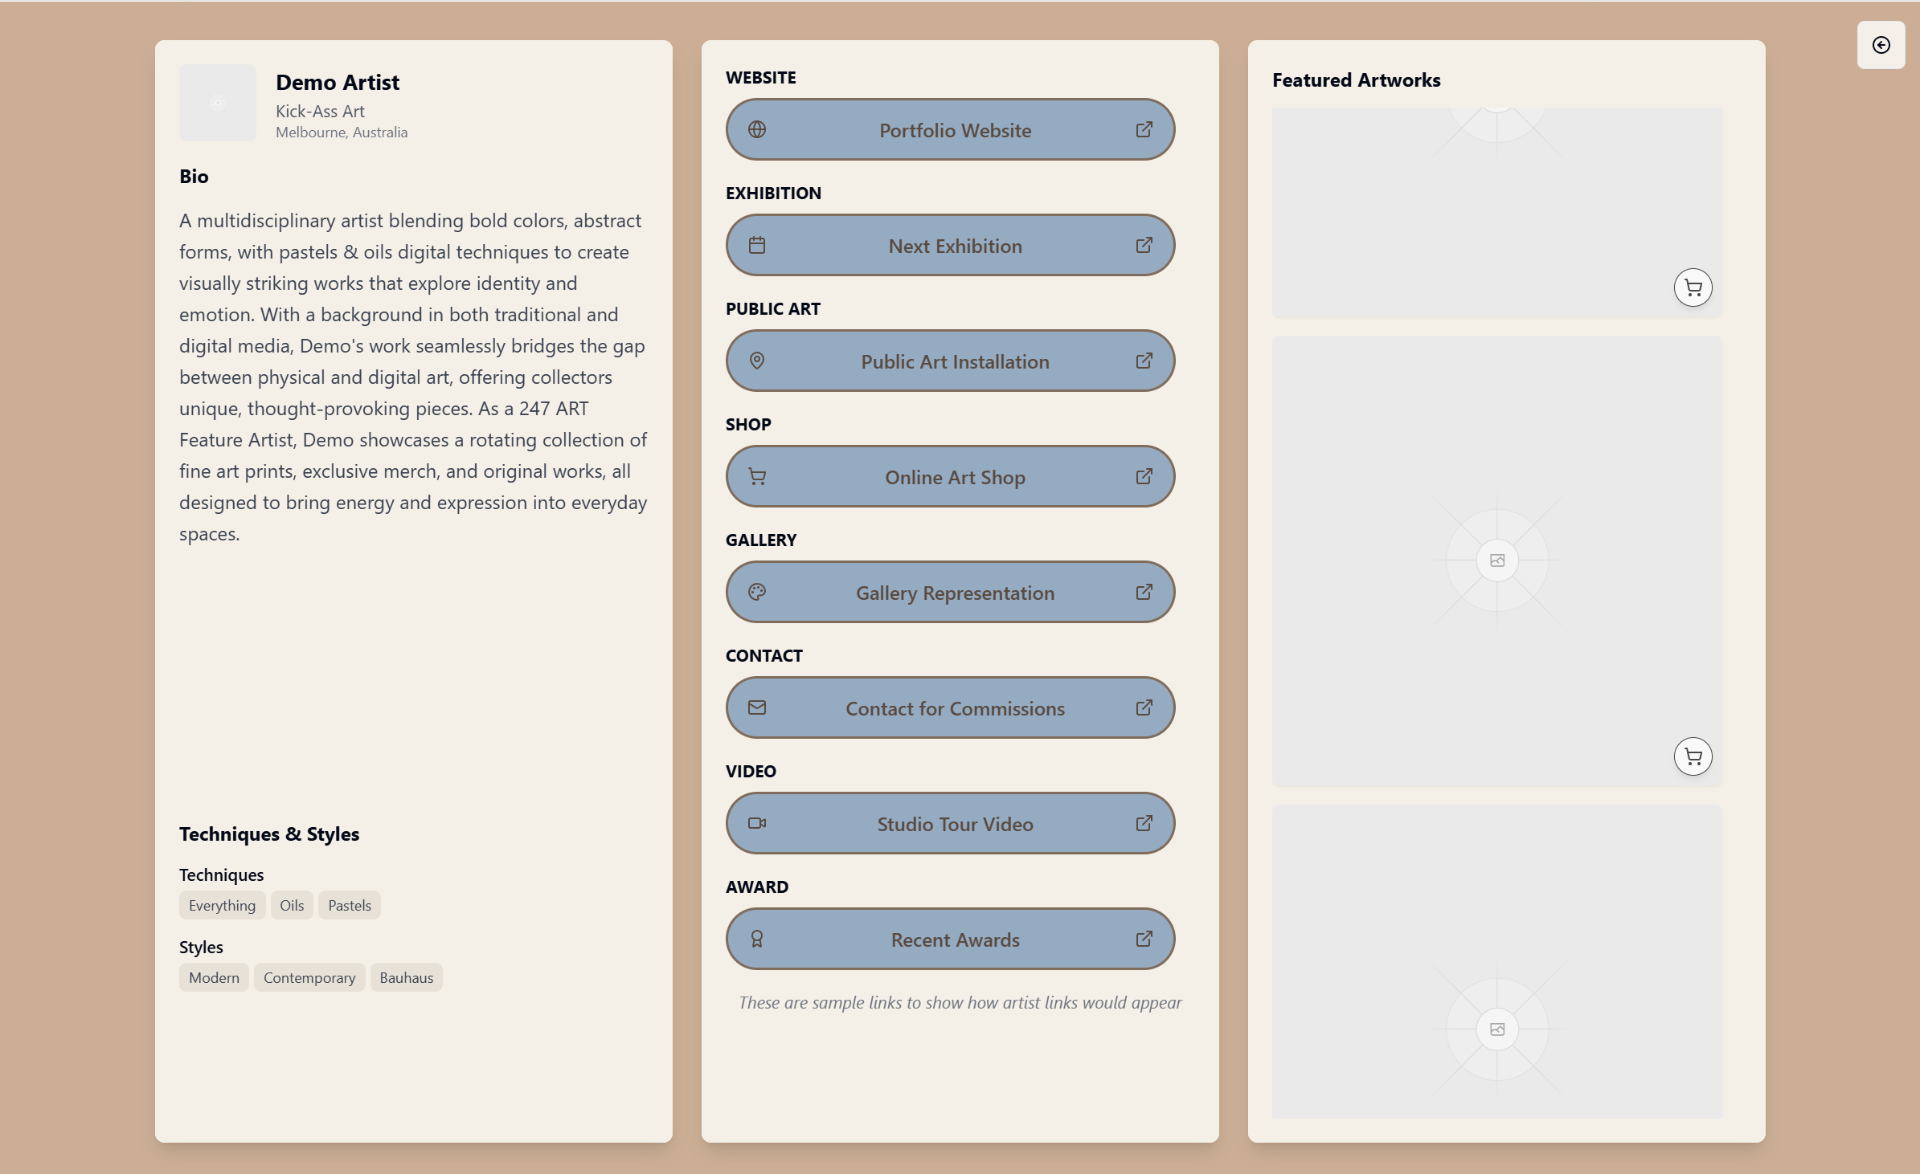 Demo Artist
Kick-Ass Art
Melbourne, Australia
Bio
A multidisciplinary artist blending bold colors, abstract
forms, with pastels & oils digital techniques to create
visually striking works that explore identity and
emotion. With a background in both traditional and
digital media, Demo's work seamlessly bridges the gap
between physical and digital art, offering collectors
unique, thought-provoking pieces. As a 247 ART
Feature Artist, Demo showcases a rotating collection of
fine art prints, exclusive merch, and original works, all
designed to bring energy and expression into everyday
spaces.
Techniques & Styles
Techniques
Everything Oils Pastels
Styles
Modern Contemporary Bauhaus
WEBSITE
Portfolio Website
EXHIBITION
Next Exhibition
PUBLIC ART
Public Art Installation
SHOP
Online Art Shop
GALLERY
Gallery Representation
CONTACT
Contact for Commissions
VIDEO
Studio Tour Video
AWARD
Recent Awards
These are sample links to show how artist links would appear
Featured Artworks